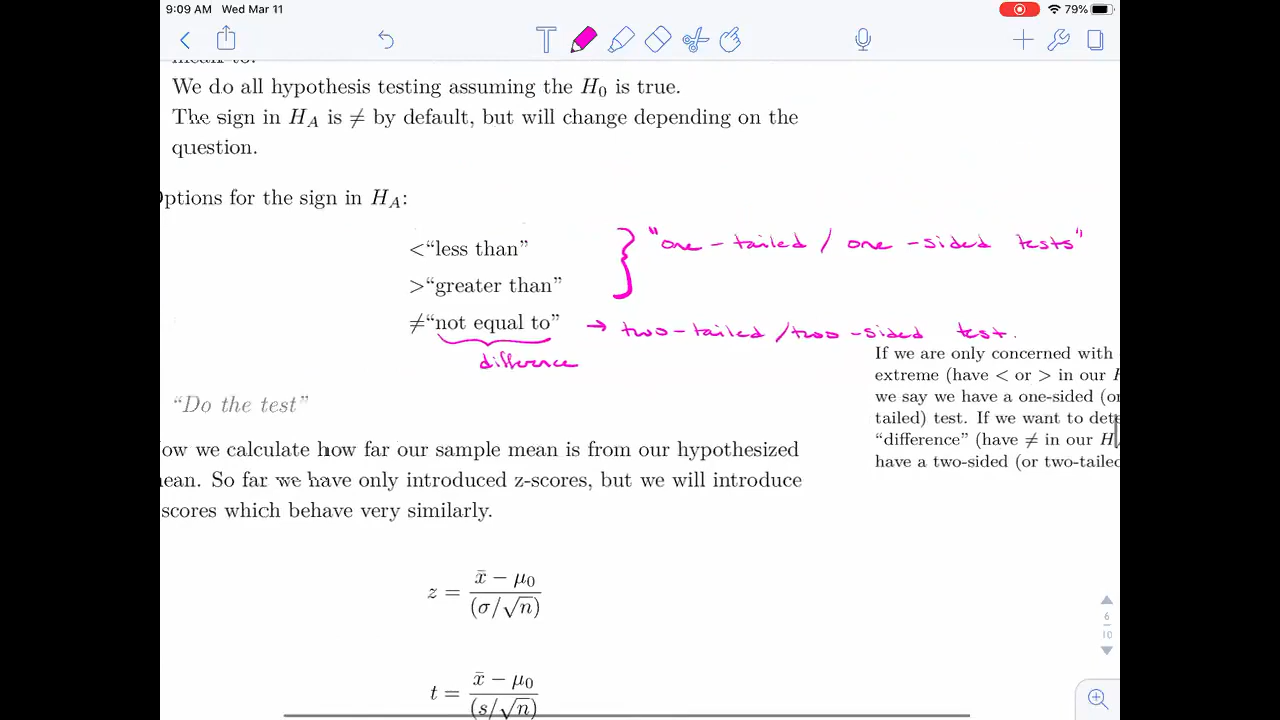 9:09 AM Wed Mar 11
79%
We do all hypothesis testing assuming the H₀ is true.
The sign in H_A is ≠ by default, but will change depending on the
question.
ptions for the sign in H_A:
<"less than"
>"greater than"
"one-tailed / one-sided tests"
≠"not equal to" → two-tailed / two-sided test.
difference
If we are only concerned with
extreme (have < or > in our H
we say we have a one-sided (or
tailed) test. If we want to dete
"difference" (have ≠ in our H
have a two-sided (or two-tailed
"Do the test"
ow we calculate how far our sample mean is from our hypothesized
ean. So far we have only introduced z-scores, but we will introduce
scores which behave very similarly.
z = x̄ − μ₀ / (σ/√n)
t = x̄ − μ₀ / (s/√n)
6
10